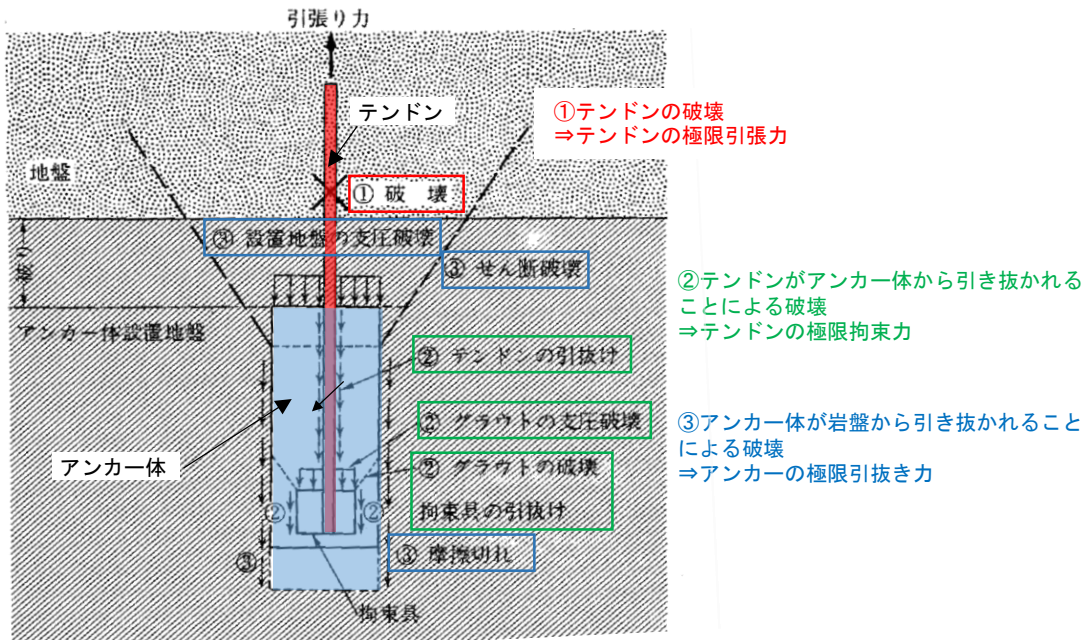 引張り力
テンドン
①テンドンの破壊
⇒テンドンの極限引張力
地盤
① 破 壊
③ 設置地盤の支圧破壊
③ せん断破壊
被り
②テンドンがアンカー体から引き抜かれる
ことによる破壊
⇒テンドンの極限拘束力
アンカー体設置地盤
② テンドンの引抜け
② グラウトの支圧破壊
③アンカー体が岩盤から引き抜かれること
による破壊
⇒アンカーの極限引抜き力
アンカー体
② グラウトの破壊
拘束具の引抜け
②
②
③ 摩擦切れ
③
拘束具